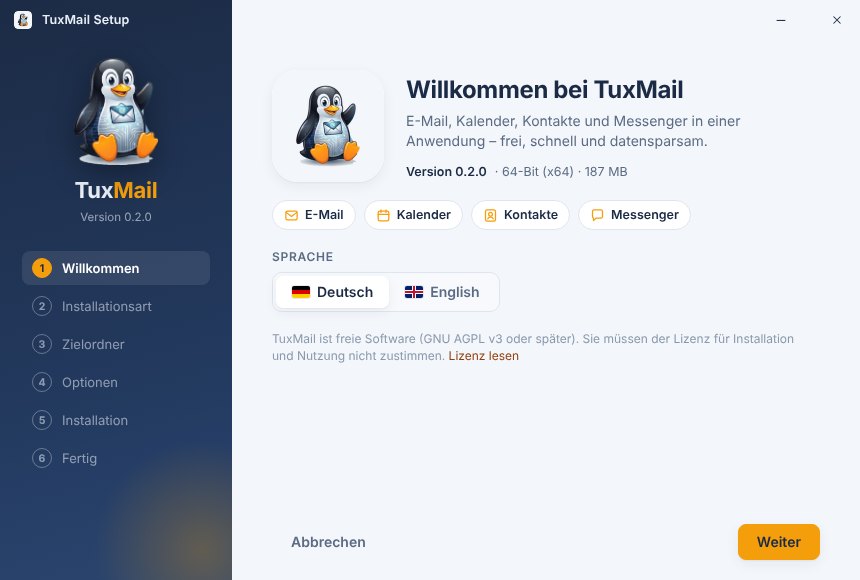 TuxMail Setup
TuxMail
Version 0.2.0
1 Willkommen
2 Installationsart
3 Zielordner
4 Optionen
5 Installation
6 Fertig
Willkommen bei TuxMail
E-Mail, Kalender, Kontakte und Messenger in einer
Anwendung – frei, schnell und datensparsam.
Version 0.2.0 · 64-Bit (x64) · 187 MB
E-Mail Kalender Kontakte Messenger
SPRACHE
Deutsch English
TuxMail ist freie Software (GNU AGPL v3 oder später). Sie müssen der Lizenz für Installation
und Nutzung nicht zustimmen. Lizenz lesen
Abbrechen Weiter